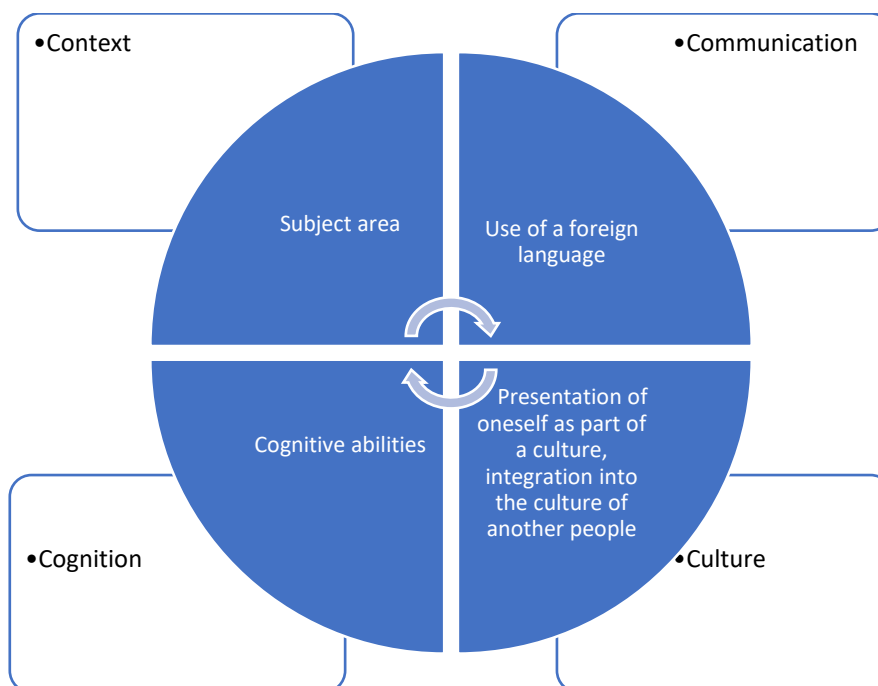 •Context
•Communication
Subject area
Use of a foreign
language
Cognitive abilities
Presentation of
oneself as part of
a culture,
integration into
the culture of
another people
•Cognition
•Culture